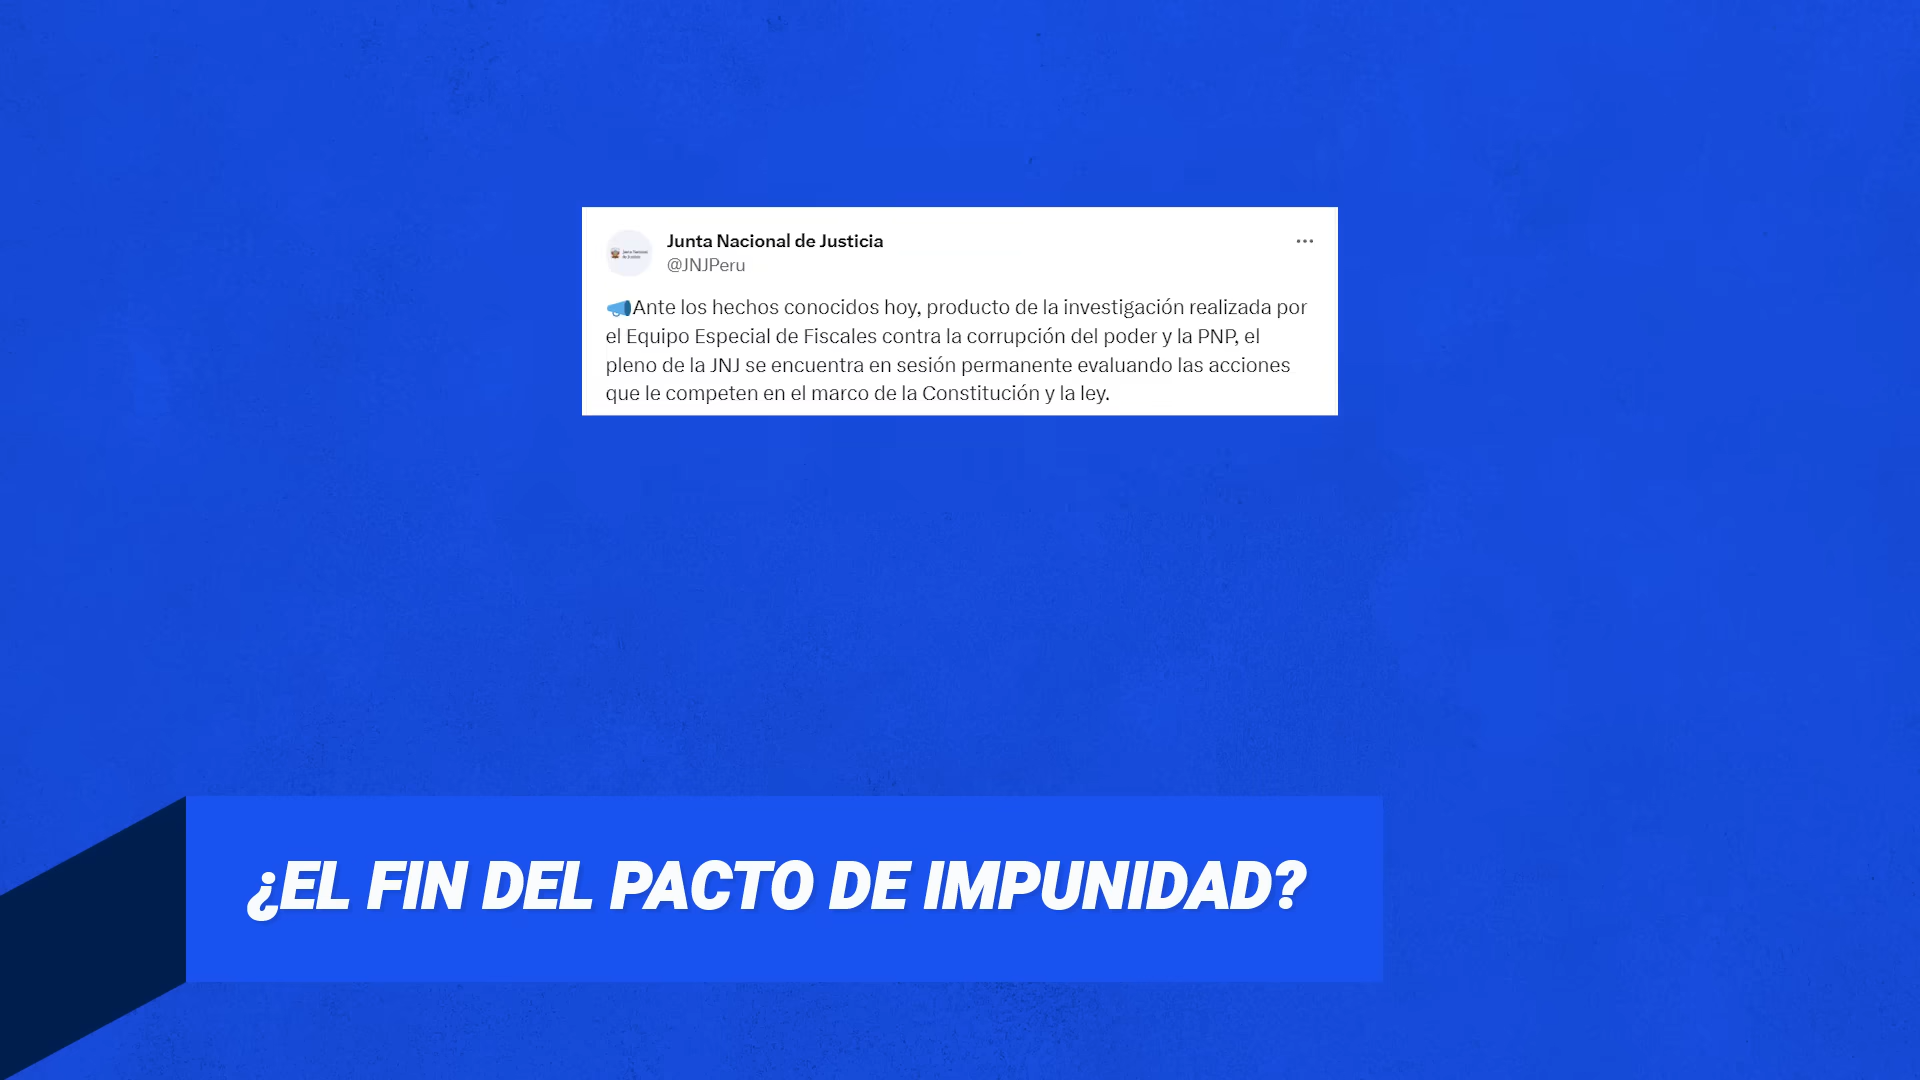 Junta Nacional de Justicia
@JNJPeru
📣Ante los hechos conocidos hoy, producto de la investigación realizada por
el Equipo Especial de Fiscales contra la corrupción del poder y la PNP, el
pleno de la JNJ se encuentra en sesión permanente evaluando las acciones
que le competen en el marco de la Constitución y la ley.
¿EL FIN DEL PACTO DE IMPUNIDAD?